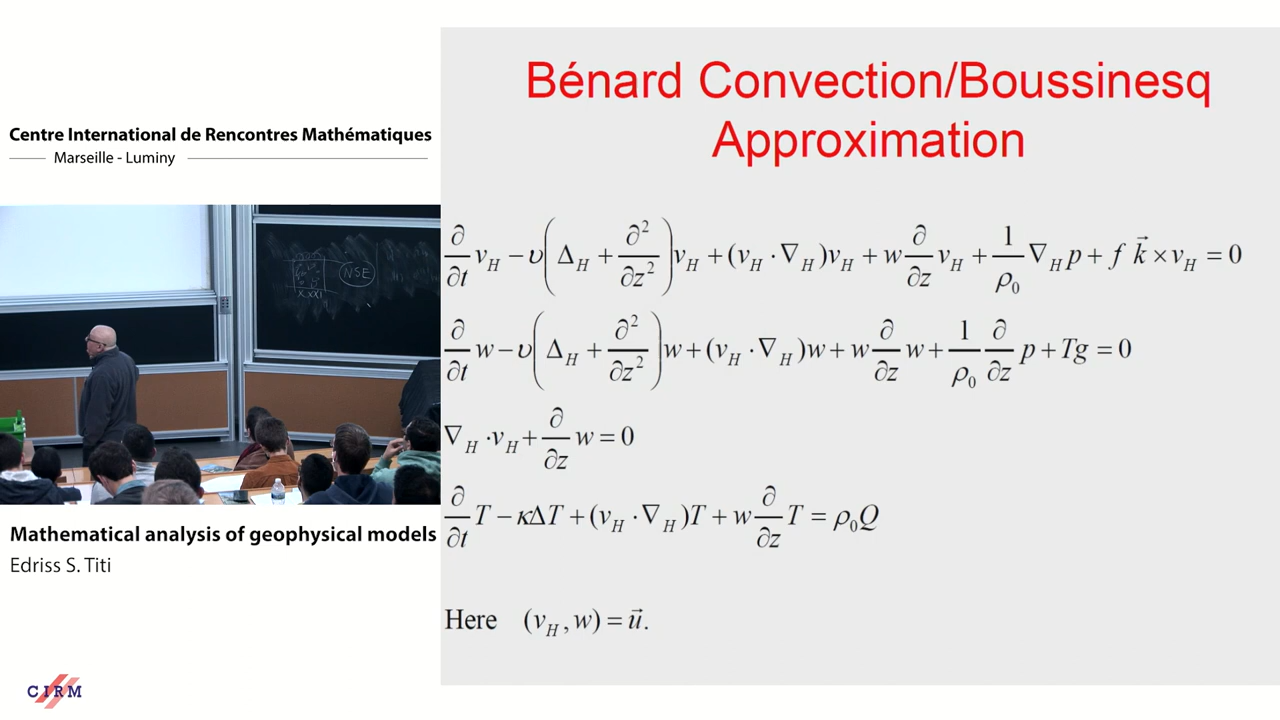 Centre International de Rencontres Mathématiques
Marseille - Luminy
NSE
Mathematical analysis of geophysical models
Edriss S. Titi
CIRM
Bénard Convection/Boussinesq
Approximation
∂/∂t v_H − υ(Δ_H + ∂²/∂z²)v_H + (v_H · ∇_H)v_H + w ∂/∂z v_H + 1/ρ₀ ∇_H p + f k⃗ × v_H = 0
∂/∂t w − υ(Δ_H + ∂²/∂z²)w + (v_H · ∇_H)w + w ∂/∂z w + 1/ρ₀ ∂/∂z p + Tg = 0
∇_H · v_H + ∂/∂z w = 0
∂/∂t T − κΔT + (v_H · ∇_H)T + w ∂/∂z T = ρ₀Q
Here (v_H, w) = u⃗.